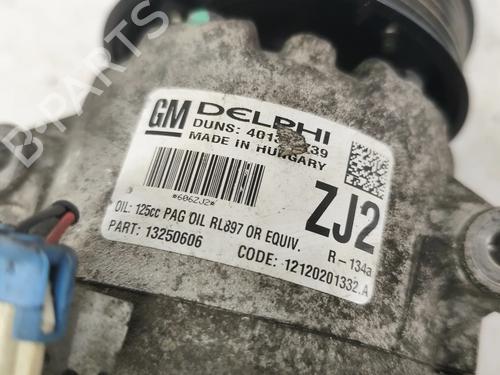 B-PARTS
GM DELPHI
DUNS:
MADE IN HUNGARY
*606ZJ2*
ZJ2
OIL: 125cc PAG OIL RL897 OR EQUIV.
R-134a
PART: 13250606
CODE: 12120201332.A